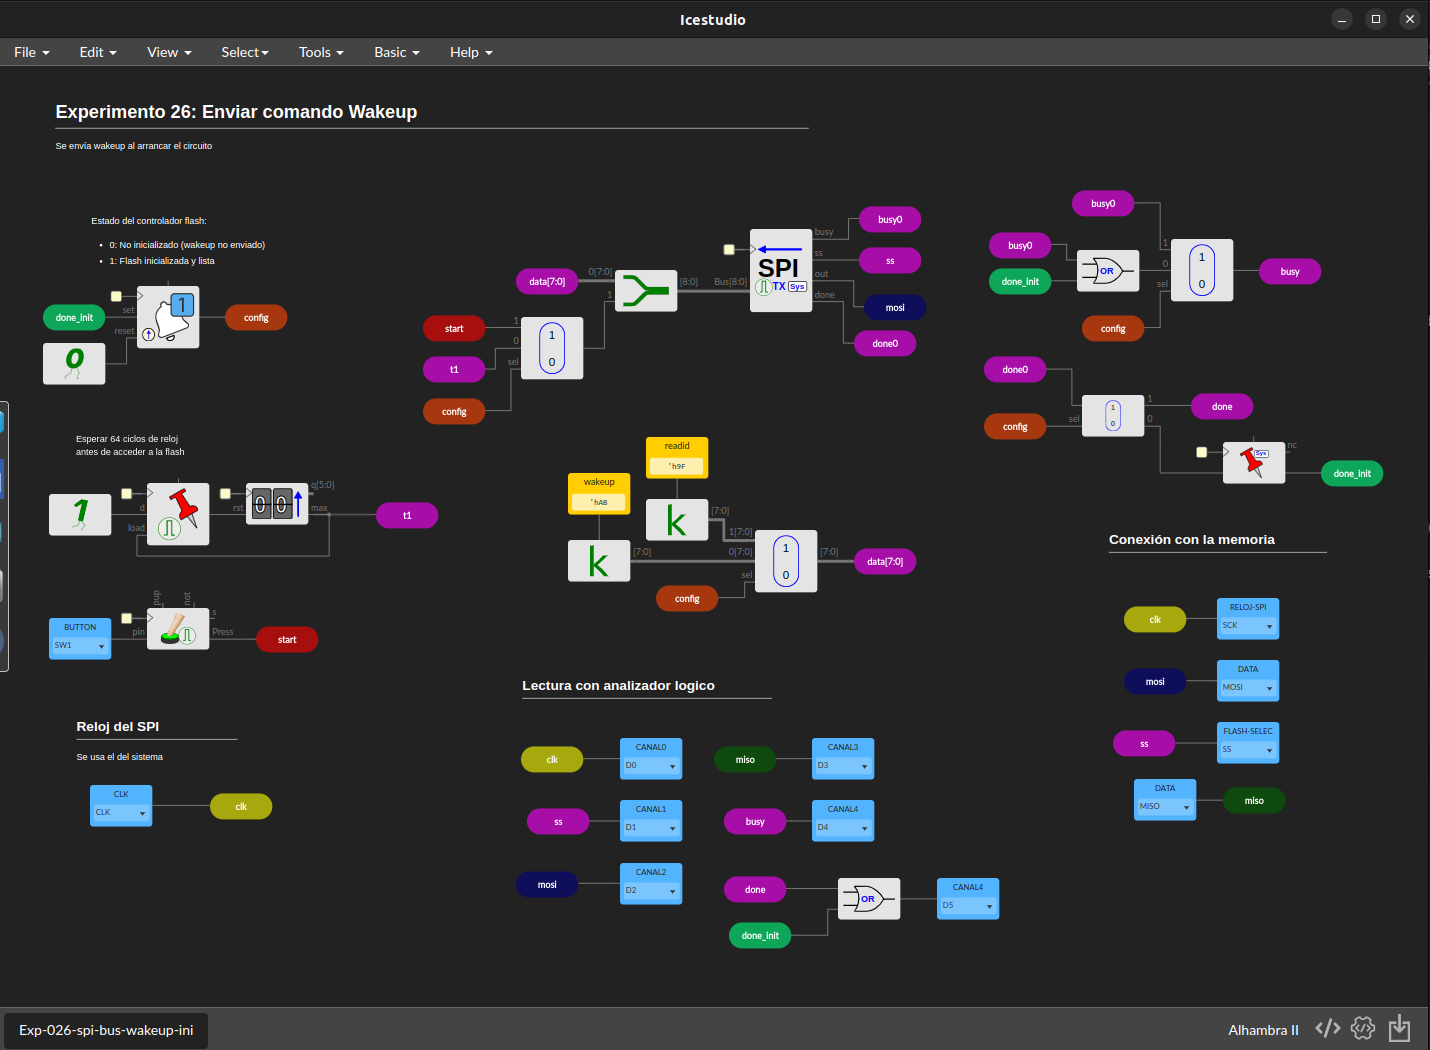 Icestudio
File Edit View Select Tools Basic Help
Experimento 26: Enviar comando Wakeup
Se envía wakeup al arrancar el circuito
Estado del controlador flash:
• 0: No inicializado (wakeup no enviado)
• 1: Flash inicializada y lista
done_init
set
reset
1
0
config
Esperar 64 ciclos de reloj
antes de acceder a la flash
1
d
load
rst
00
q[5:0]
max
t1
BUTTON
SW1
pin
pup
not
s
Press
start
Reloj del SPI
Se usa el del sistema
CLK
CLK
clk
data[7:0]
0[7:0]
1
[8:0]
Bus[8:0]
SPI
TX Sys
busy
ss
out
done
busy0
ss
mosi
done0
start
t1
config
1
0
sel
1
0
readid
'h9F
wakeup
'hAB
k
k
[7:0]
[7:0]
1[7:0]
0[7:0]
sel
1
0
[7:0]
data[7:0]
config
busy0
busy0
done_init
OR
config
1
0
sel
1
0
busy
done0
config
sel
1
0
1
0
done
Sys
nc
done_init
Conexión con la memoria
clk
RELOJ-SPI
SCK
mosi
DATA
MOSI
ss
FLASH-SELEC
SS
DATA
MISO
miso
Lectura con analizador logico
clk
CANAL0
D0
miso
CANAL3
D3
ss
CANAL1
D1
busy
CANAL4
D4
mosi
CANAL2
D2
done
done_init
OR
CANAL4
D5
Exp-026-spi-bus-wakeup-ini
Alhambra II